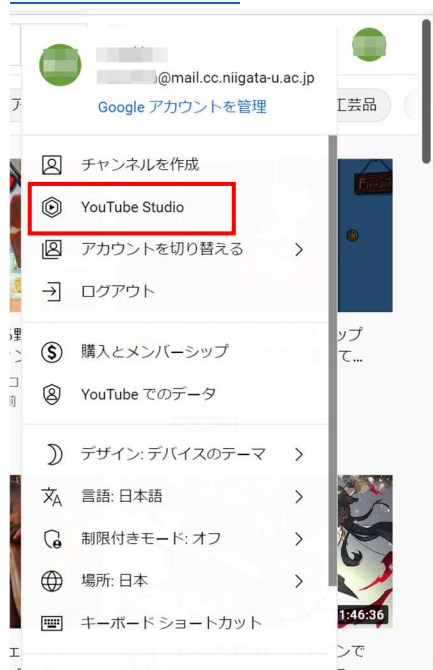 @mail.cc.niigata-u.ac.jp
Google アカウントを管理
工芸品
チャンネルを作成
YouTube Studio
アカウントを切り替える
ログアウト
購入とメンバーシップ
ップ
て...
YouTube でのデータ
デザイン: デバイスのテーマ
言語: 日本語
制限付きモード: オフ
場所: 日本
1:46:36
キーボード ショートカット
ンで